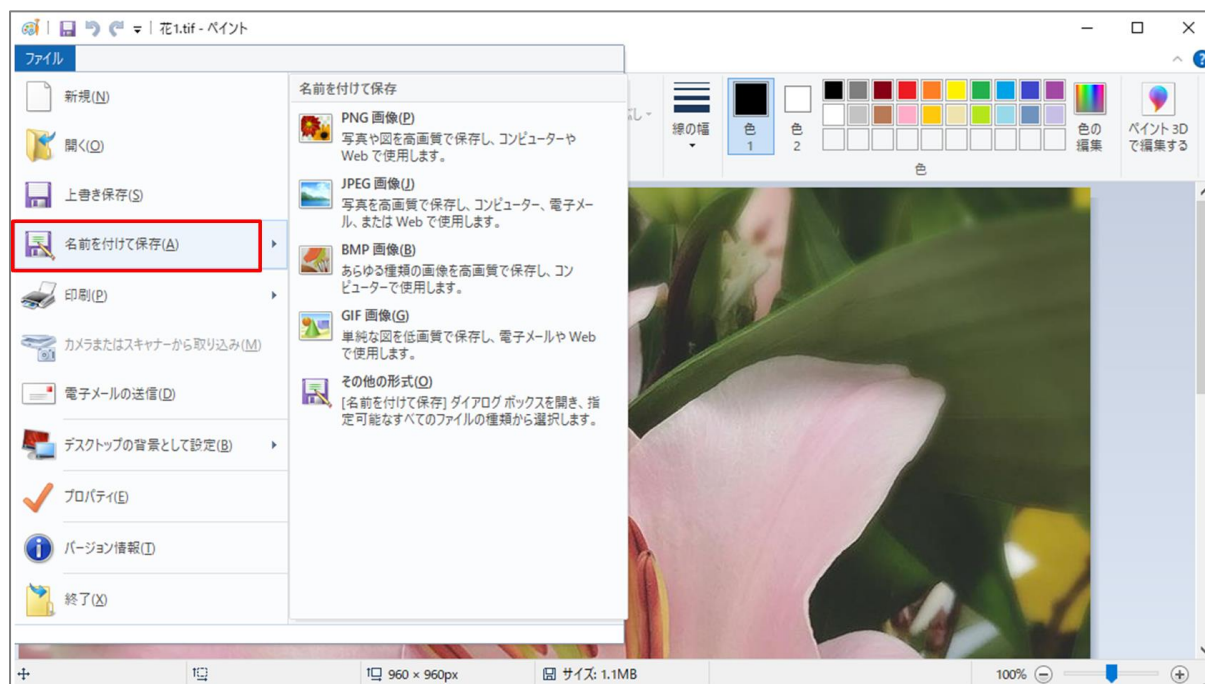 花1.tif - ペイント
ファイル
新規(N)
開く(O)
上書き保存(S)
名前を付けて保存(A)
印刷(P)
カメラまたはスキャナーから取り込み(M)
電子メールの送信(D)
デスクトップの背景として設定(B)
プロパティ(E)
バージョン情報(T)
終了(X)
名前を付けて保存
PNG 画像(P)
写真や図を高画質で保存し、コンピューターや
Web で使用します。
JPEG 画像(J)
写真を高画質で保存し、コンピューター、電子メー
ル、または Web で使用します。
BMP 画像(B)
あらゆる種類の画像を高画質で保存し、コン
ピューターで使用します。
GIF 画像(G)
単純な図を低画質で保存し、電子メールや Web
で使用します。
その他の形式(O)
[名前を付けて保存] ダイアログ ボックスを開き、指
定可能なすべてのファイルの種類から選択します。
線の幅
色
1
色
2
色の
編集
ペイント 3D
で編集する
色
960 × 960px
サイズ: 1.1MB
100%